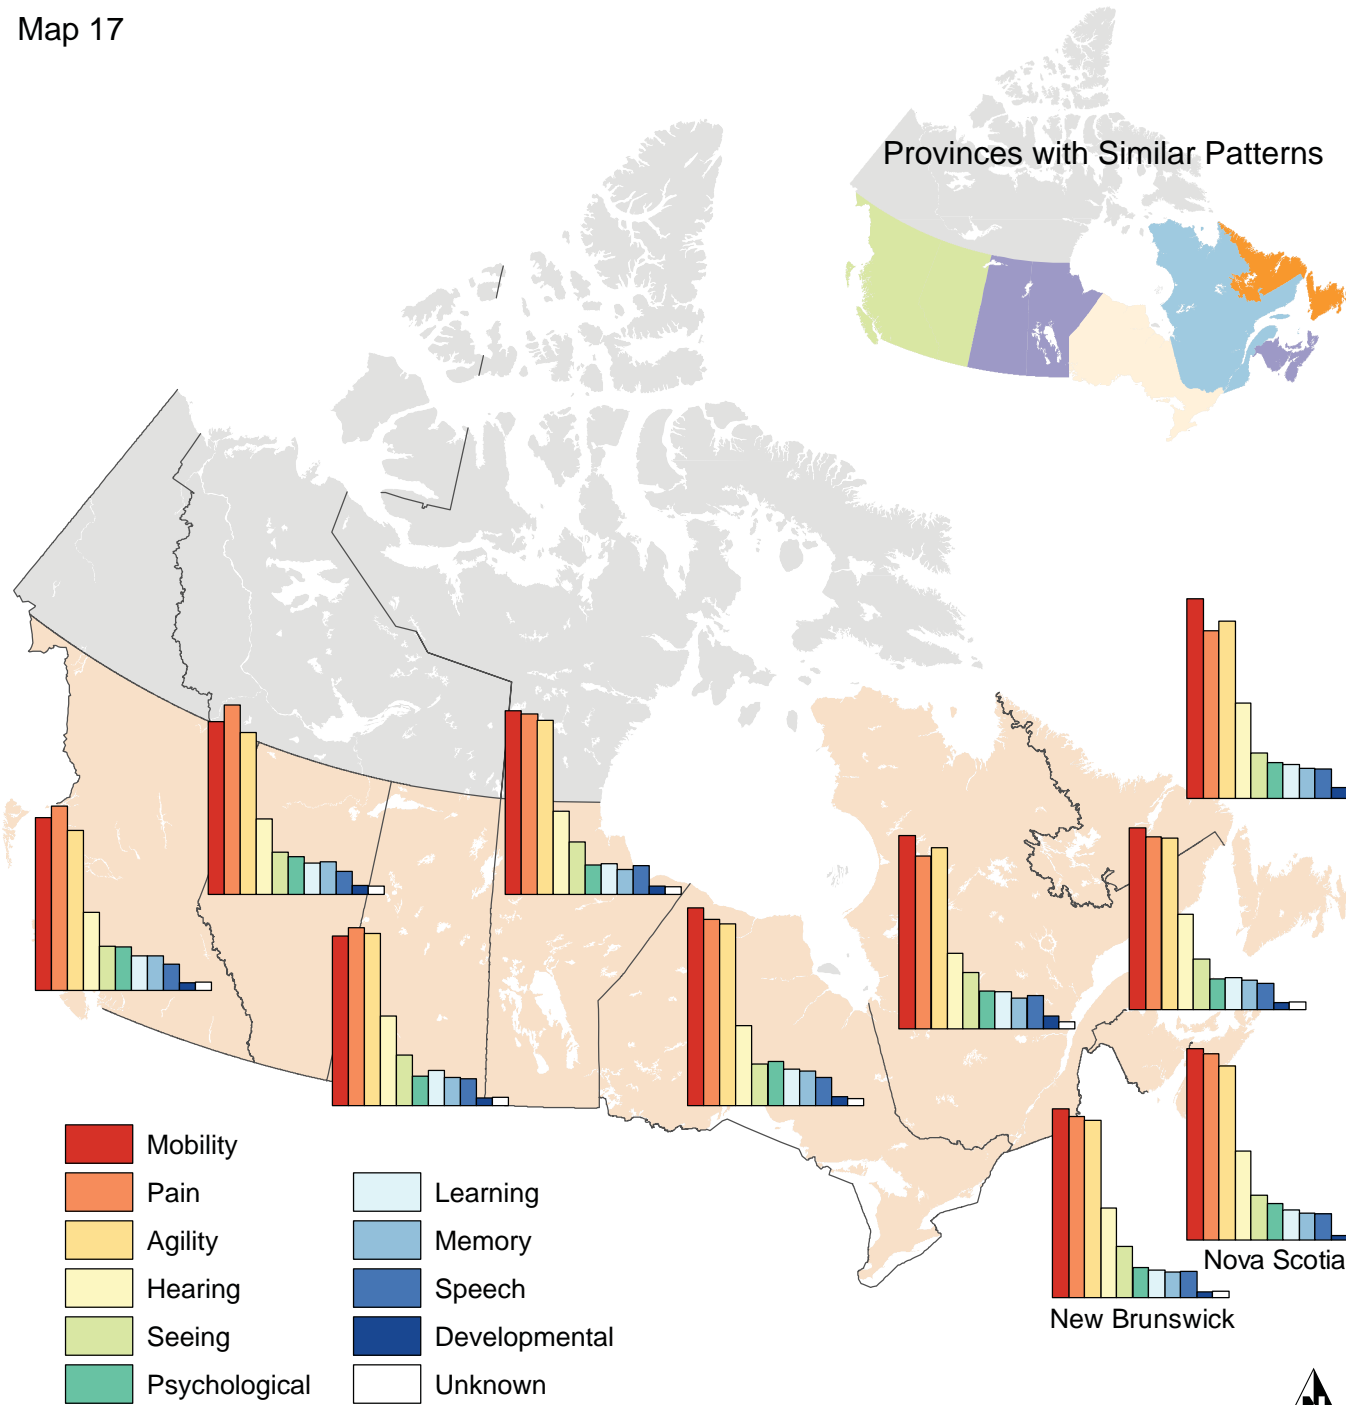 Map 17
Provinces with Similar Patterns
Mobility
Pain
Agility
Hearing
Seeing
Psychological
Learning
Memory
Speech
Developmental
Unknown
Nova Scotia
New Brunswick
N